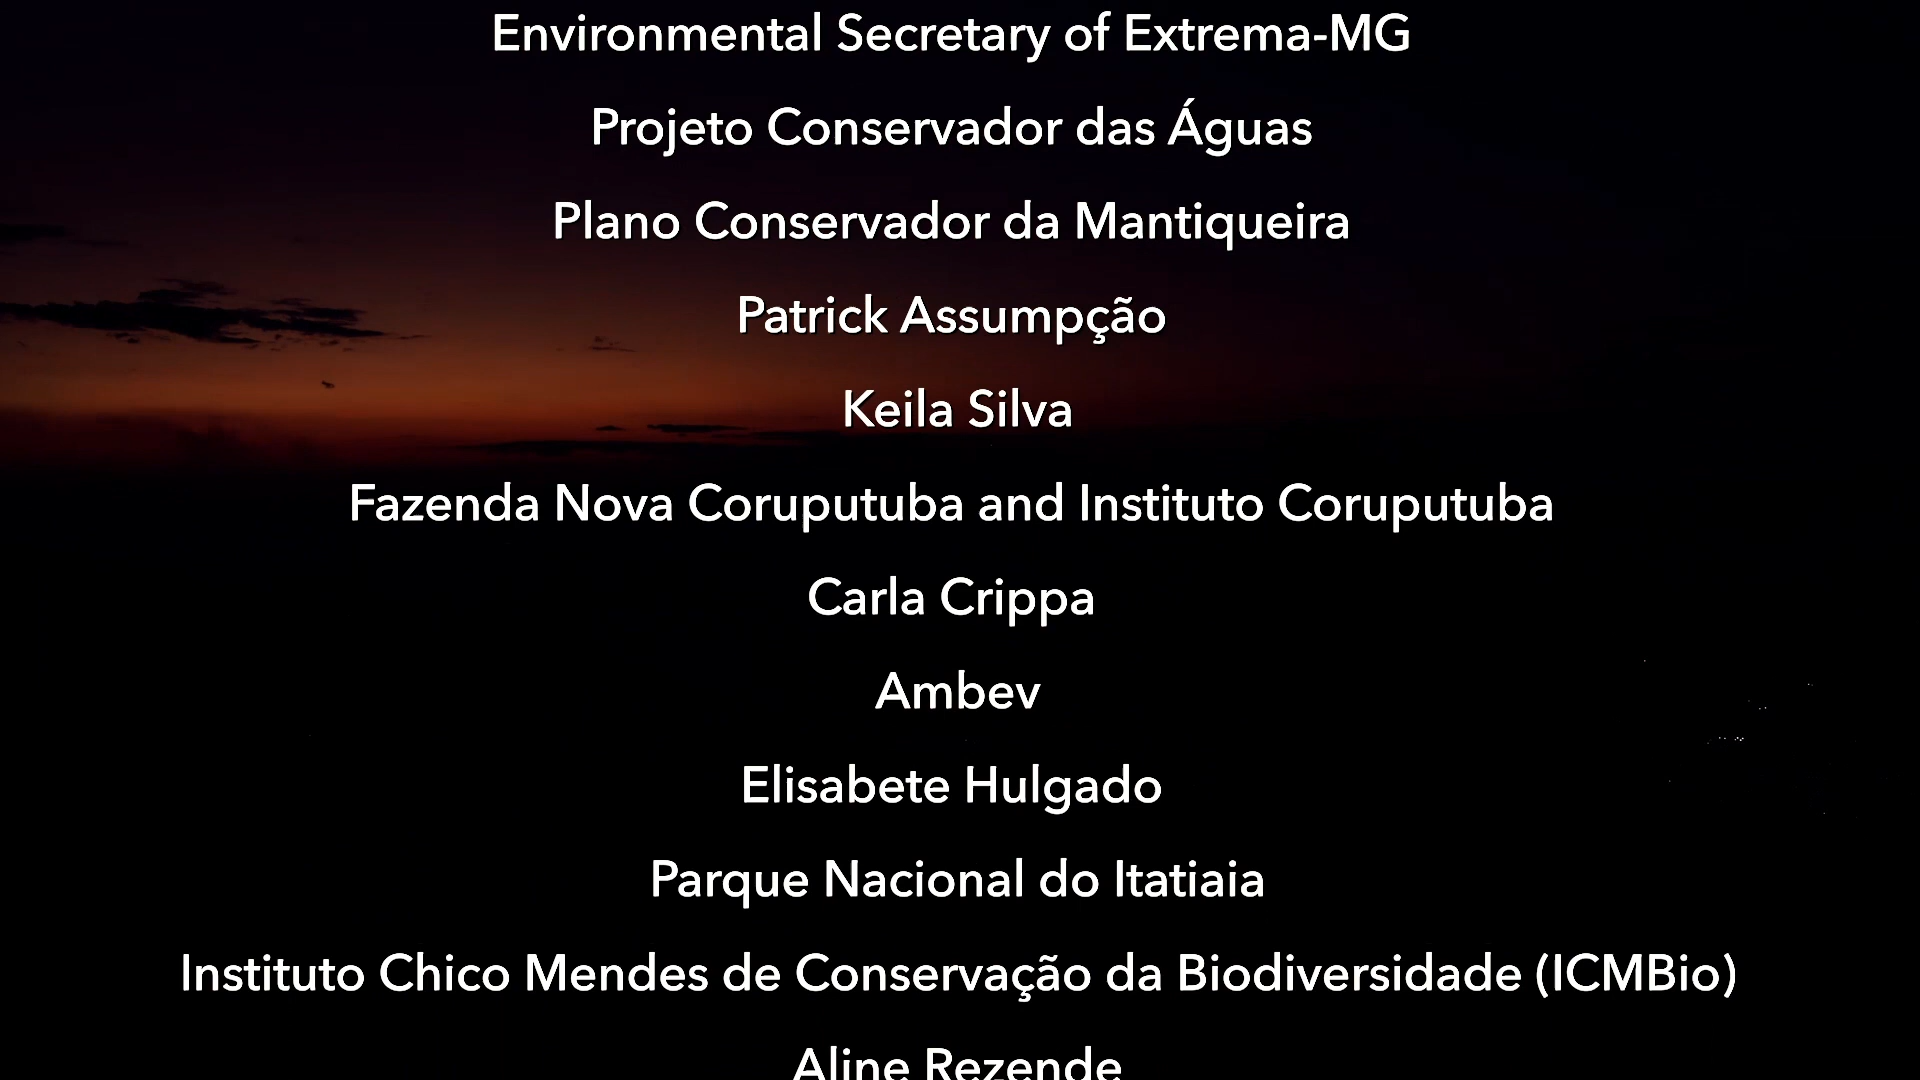 Environmental Secretary of Extrema-MG
Projeto Conservador das Águas
Plano Conservador da Mantiqueira
Patrick Assumpção
Keila Silva
Fazenda Nova Coruputuba and Instituto Coruputuba
Carla Crippa
Ambev
Elisabete Hulgado
Parque Nacional do Itatiaia
Instituto Chico Mendes de Conservação da Biodiversidade (ICMBio)
Aline Rezende